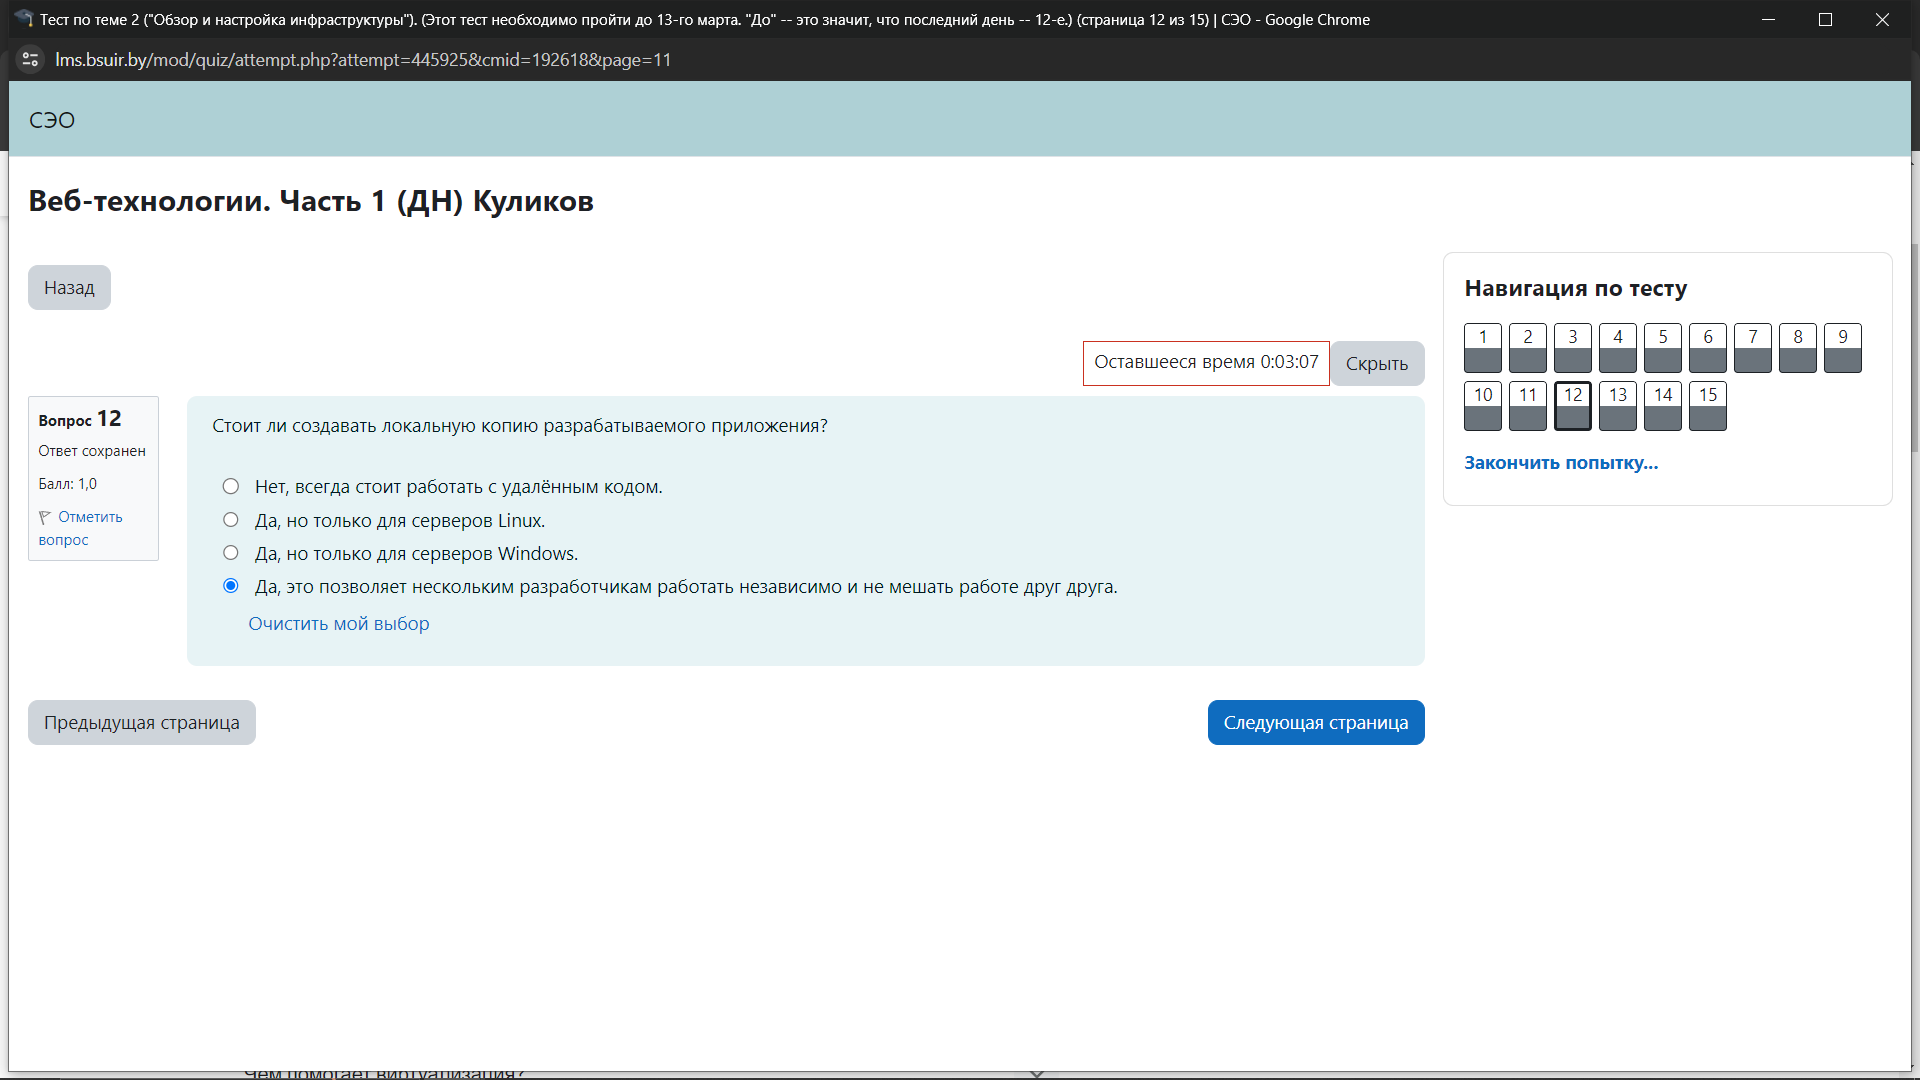 Тест по теме 2 ("Обзор и настройка инфраструктуры"). (Этот тест необходимо пройти до 13-го марта. "До" -- это значит, что последний день -- 12-е.) (страница 12 из 15) | СЭО - Google Chrome
lms.bsuir.by/mod/quiz/attempt.php?attempt=445925&cmid=192618&page=11
СЭО
Веб-технологии. Часть 1 (ДН) Куликов
Назад
Оставшееся время 0:03:07
Скрыть
Вопрос 12
Ответ сохранен
Балл: 1,0
Отметить
вопрос
Стоит ли создавать локальную копию разрабатываемого приложения?
Нет, всегда стоит работать с удалённым кодом.
Да, но только для серверов Linux.
Да, но только для серверов Windows.
Да, это позволяет нескольким разработчикам работать независимо и не мешать работе друг друга.
Очистить мой выбор
Предыдущая страница
Следующая страница
Навигация по тесту
1 2 3 4 5 6 7 8 9
10 11 12 13 14 15
Закончить попытку...
Чем помогает виртуализация?